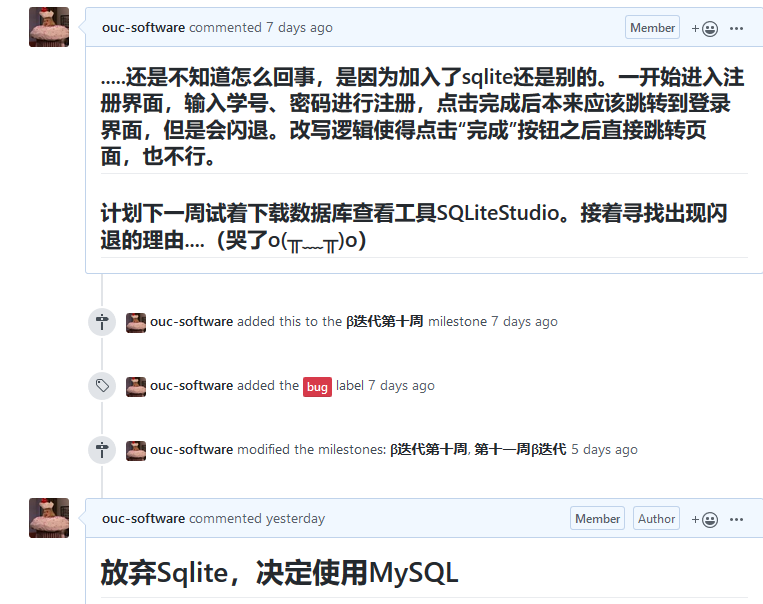 ouc-software commented 7 days ago Member
.....还是不知道怎么回事，是因为加入了sqlite还是别的。一开始进入注
册界面，输入学号、密码进行注册，点击完成后本来应该跳转到登录
界面，但是会闪退。改写逻辑使得点击“完成”按钮之后直接跳转页
面，也不行。
计划下一周试着下载数据库查看工具SQLiteStudio。接着寻找出现闪
退的理由....（哭了o(╥﹏╥)o）
ouc-software added this to the β迭代第十周 milestone 7 days ago
ouc-software added the bug label 7 days ago
ouc-software modified the milestones: β迭代第十周, 第十一周β迭代 5 days ago
ouc-software commented yesterday Member Author
放弃Sqlite，决定使用MySQL